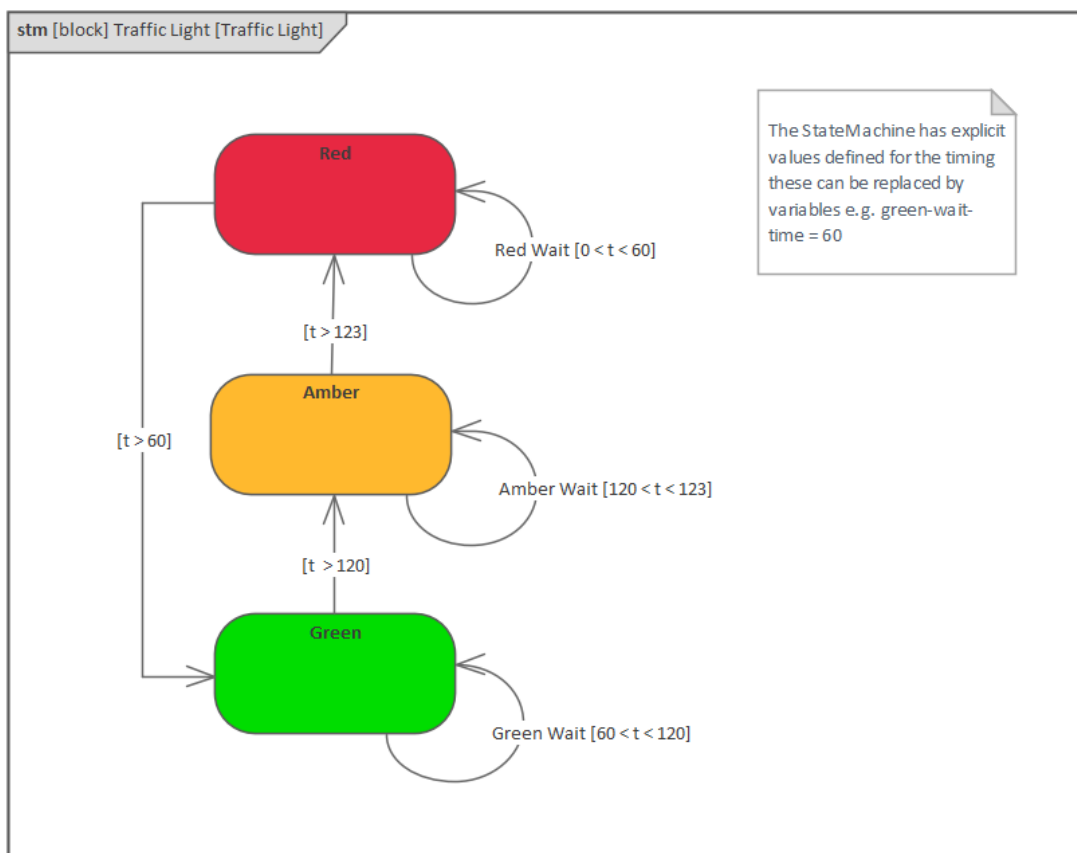 stm [block] Traffic Light [Traffic Light]
The StateMachine has explicit
values defined for the timing
these can be replaced by
variables e.g. green-wait-
time = 60
Red
Red Wait [0 < t < 60]
[t > 123]
Amber
[t > 60]
Amber Wait [120 < t < 123]
[t  > 120]
Green
Green Wait [60 < t < 120]